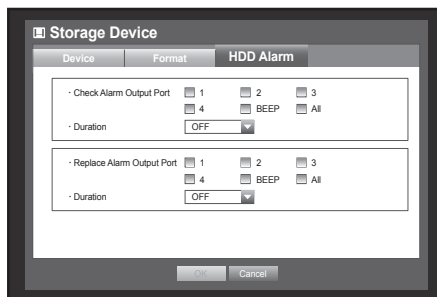 Storage Device
Device Format HDD Alarm
· Check Alarm Output Port 1 2 3
4 BEEP All
· Duration OFF
· Replace Alarm Output Port 1 2 3
4 BEEP All
· Duration OFF
OK Cancel